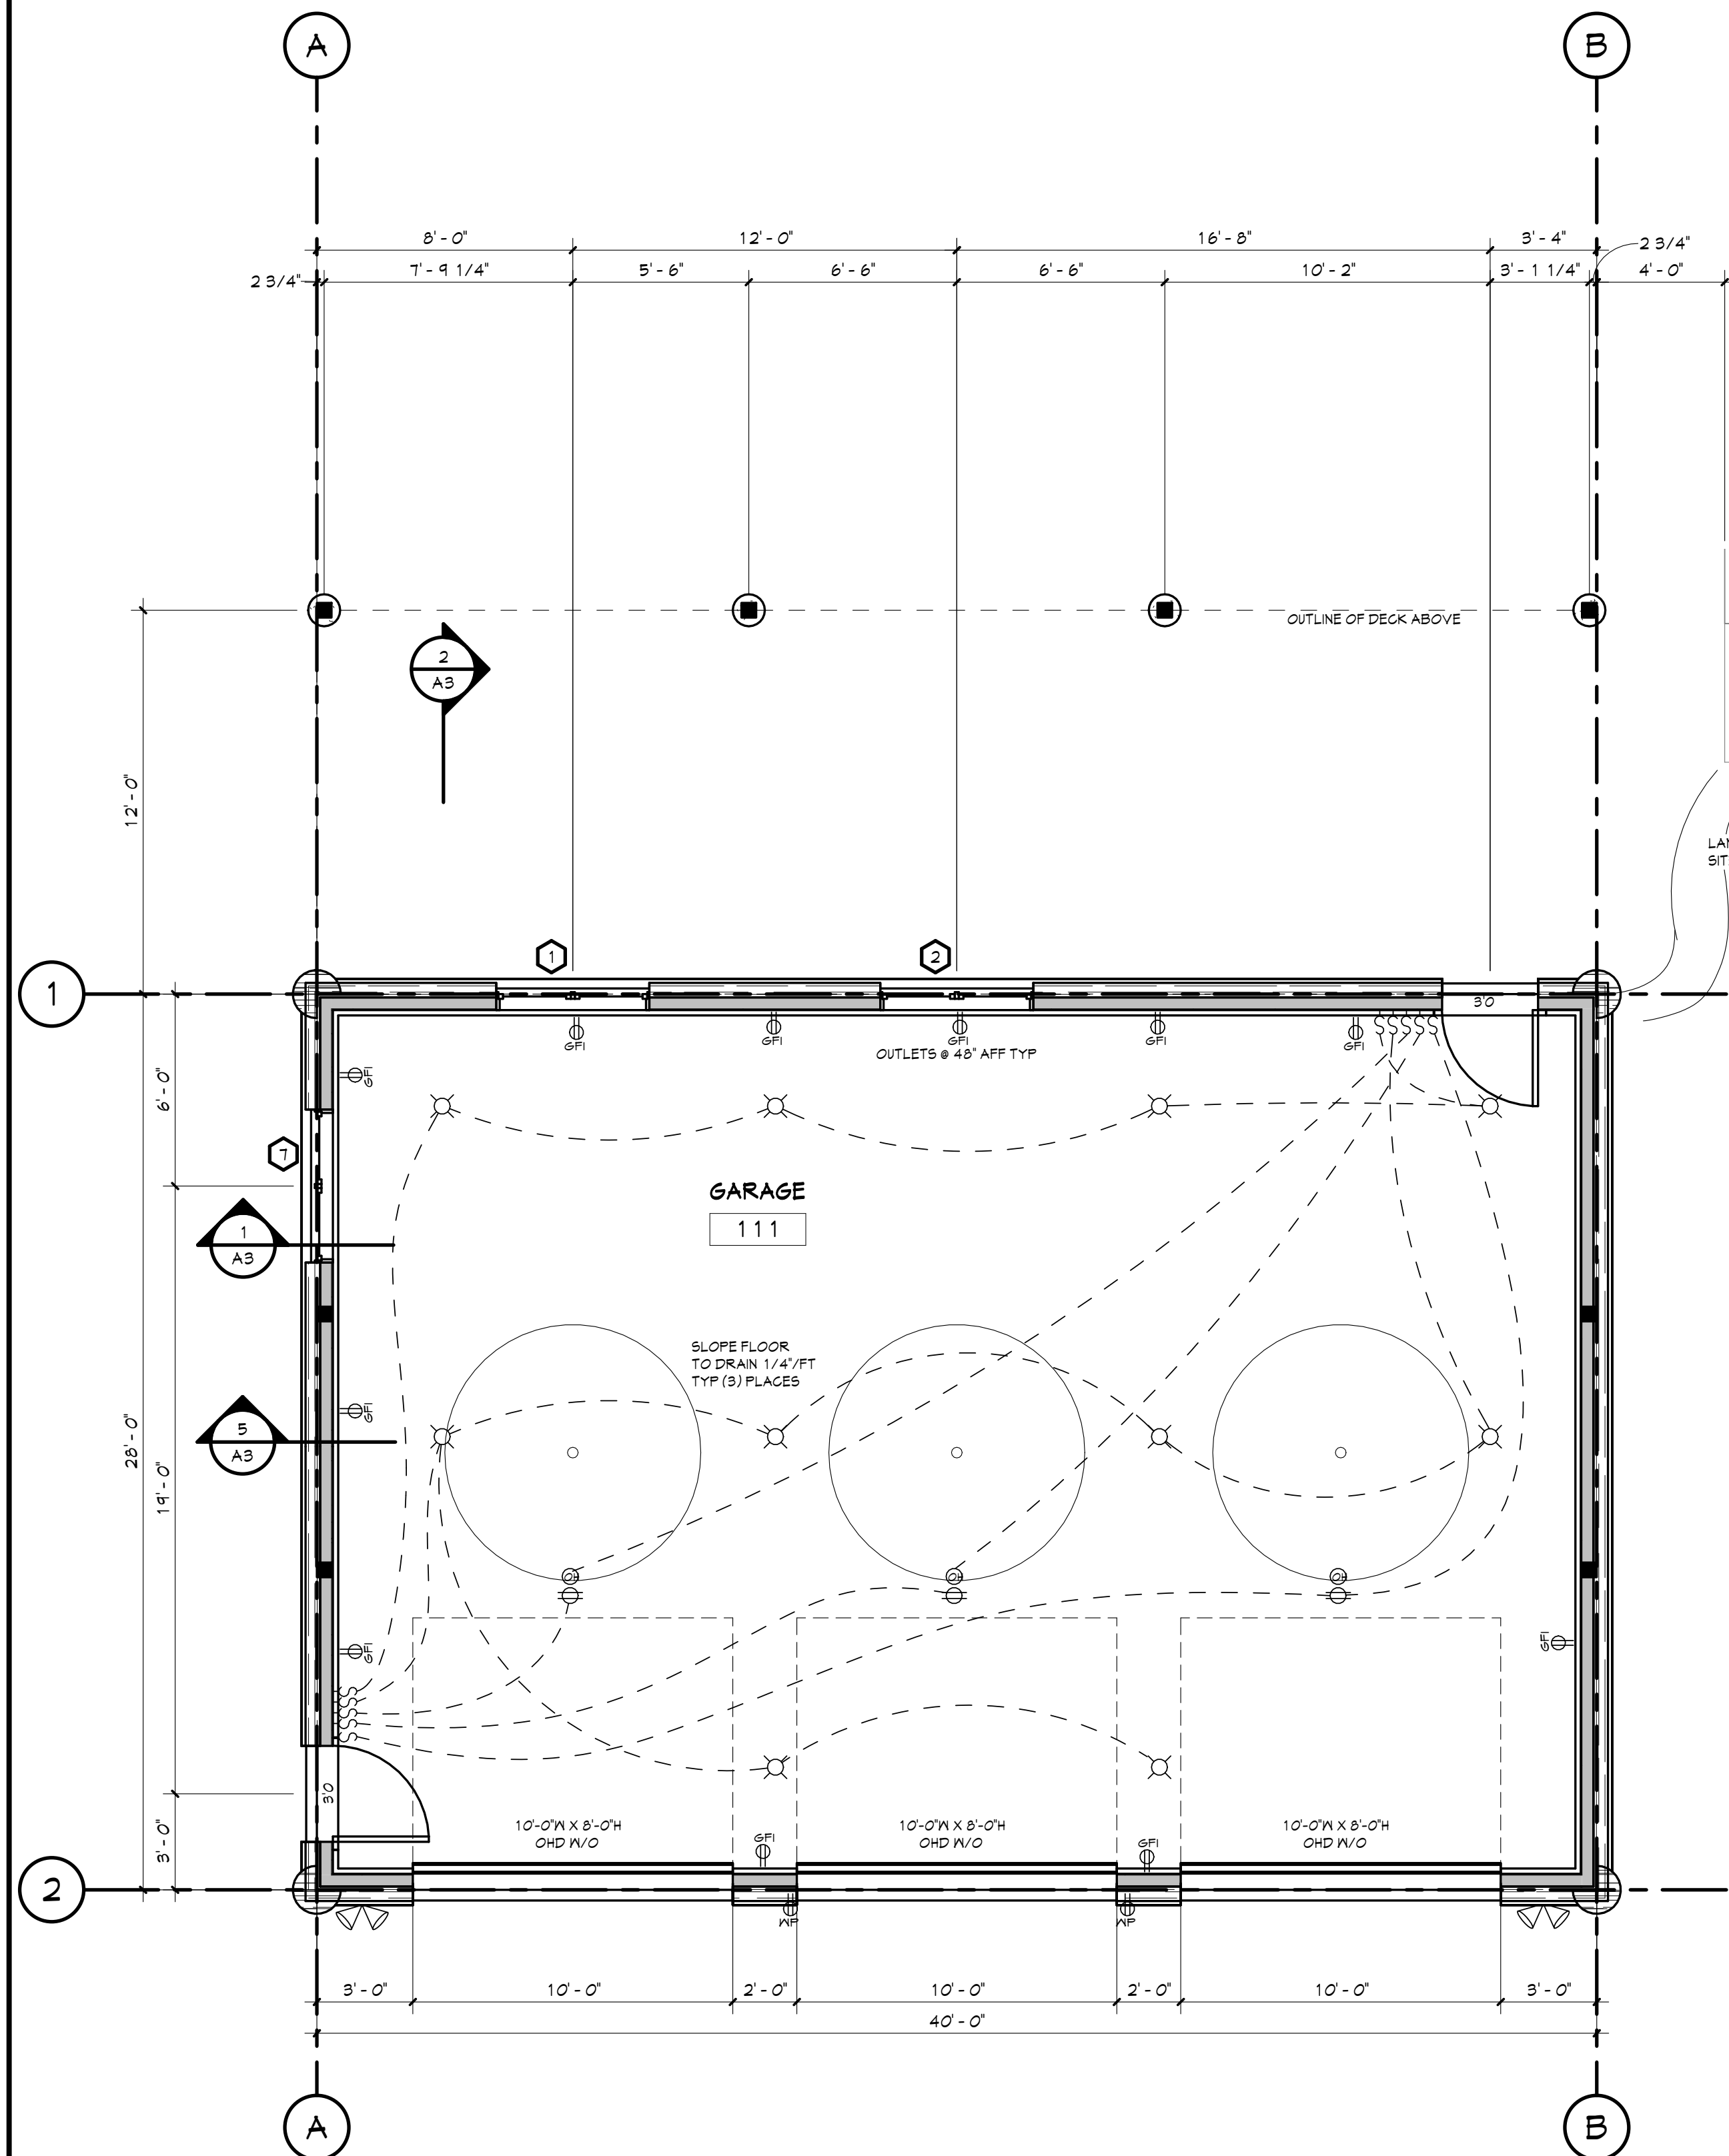 A
B
8' - 0"
12' - 0"
16' - 8"
3' - 4"
2 3/4"
2 3/4"
7' - 9 1/4"
5' - 6"
6' - 6"
6' - 6"
10' - 2"
3' - 1 1/4"
4' - 0"
OUTLINE OF DECK ABOVE
2
A3
12' - 0"
1
2
1
3'0
GFI
GFI
GFI
GFI
GFI
OUTLETS @ 48" AFF TYP
GFI
6' - 0"
7
GARAGE
111
1
A3
SLOPE FLOOR
TO DRAIN 1/4"/FT
TYP (3) PLACES
GFI
5
A3
28' - 0"
19' - 0"
OH
OH
OH
GFI
GFI
3'0
3' - 0"
10'-0"W X 8'-0"H
OHD W/O
10'-0"W X 8'-0"H
OHD W/O
10'-0"W X 8'-0"H
OHD W/O
GFI
GFI
2
WP
WP
3' - 0"
10' - 0"
2' - 0"
10' - 0"
2' - 0"
10' - 0"
3' - 0"
40' - 0"
A
B